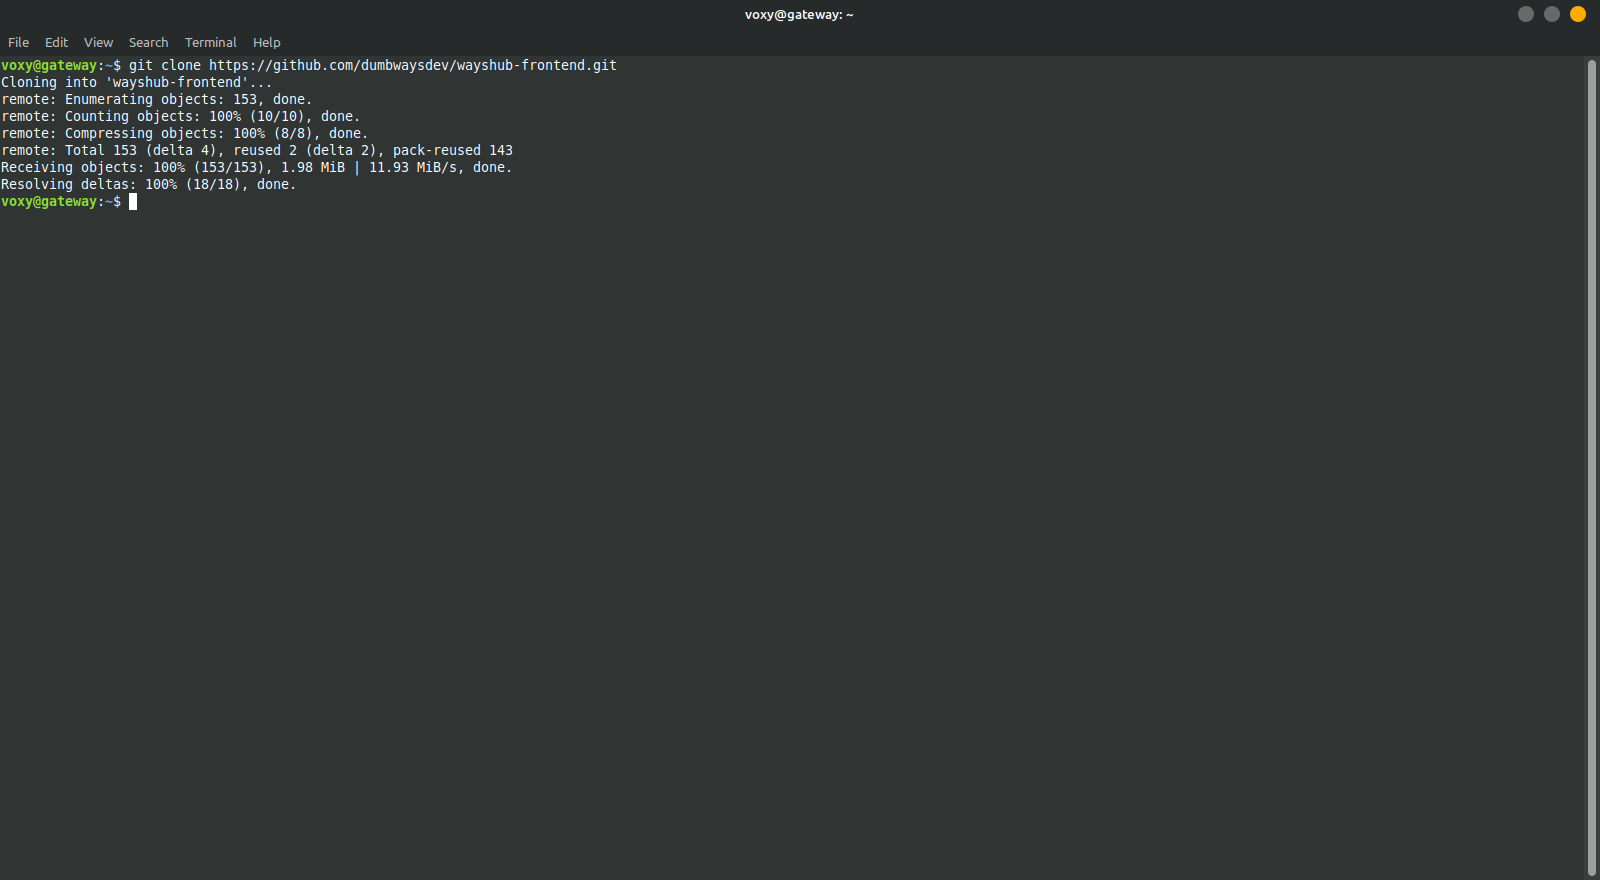 voxy@gateway: ~
File Edit View Search Terminal Help
voxy@gateway:~$ git clone https://github.com/dumbwaysdev/wayshub-frontend.git
Cloning into 'wayshub-frontend'...
remote: Enumerating objects: 153, done.
remote: Counting objects: 100% (10/10), done.
remote: Compressing objects: 100% (8/8), done.
remote: Total 153 (delta 4), reused 2 (delta 2), pack-reused 143
Receiving objects: 100% (153/153), 1.98 MiB | 11.93 MiB/s, done.
Resolving deltas: 100% (18/18), done.
voxy@gateway:~$